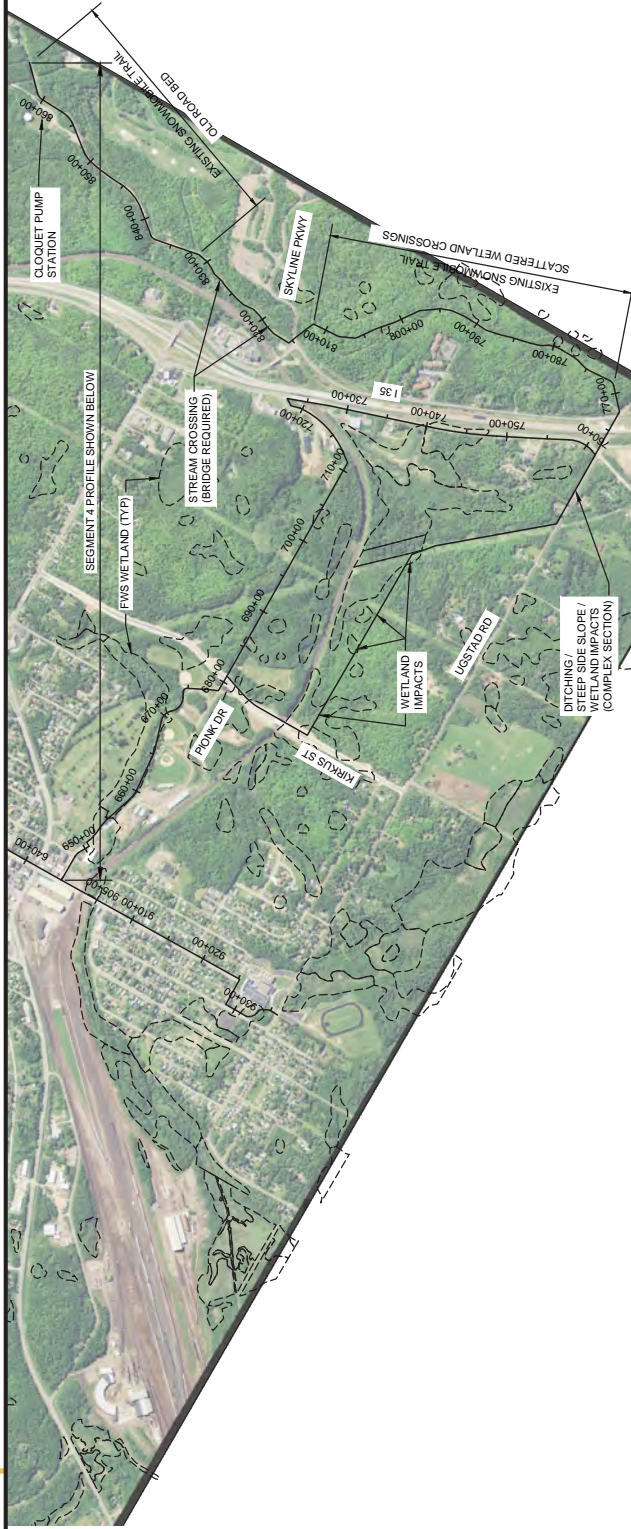 CLOQUET PUMP
STATION
860+00
850+00
840+00
830+00
820+00
810+00
800+00
790+00
780+00
770+00
760+00
750+00
740+00
730+00
720+00
710+00
700+00
690+00
680+00
670+00
660+00
650+00
640+00
905+00
910+00
920+00
930+00
EXISTING SNOWMOBILE TRAIL
OLD ROAD BED
SEGMENT 4 PROFILE SHOWN BELOW
FWS WETLAND (TYP)
STREAM CROSSING
(BRIDGE REQUIRED)
SKYLINE PKWY
EXISTING SNOWMOBILE TRAIL
SCATTERED WETLAND CROSSINGS
I 35
PIONK DR
KIRKUS ST
WETLAND
IMPACTS
UGSTAD RD
DITCHING /
STEEP SIDE SLOPE /
WETLAND IMPACTS
(COMPLEX SECTION)